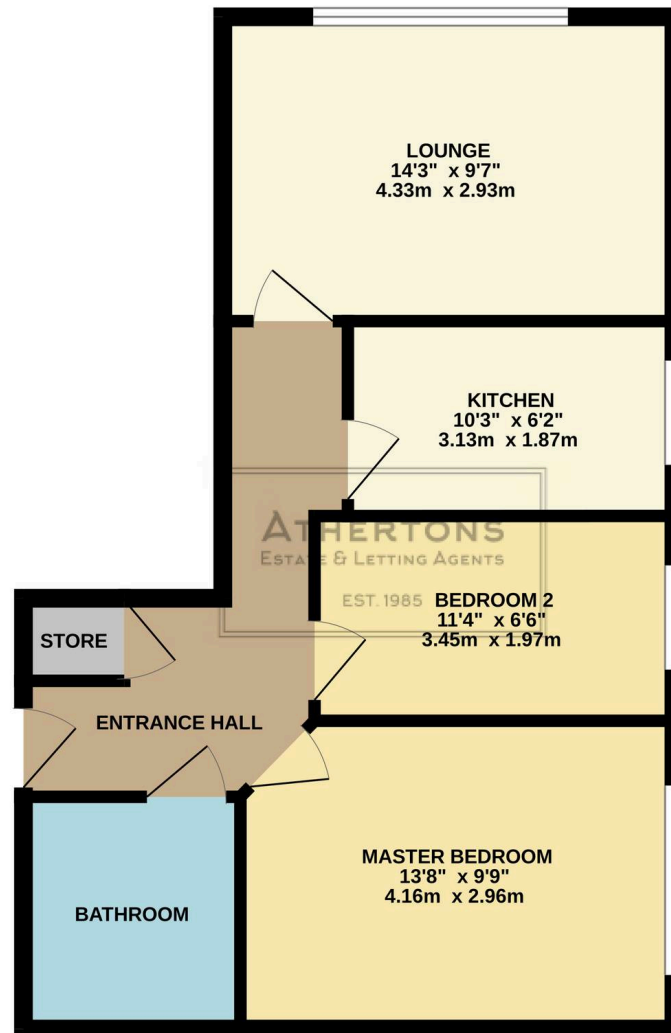 LOUNGE
14'3" x 9'7"
4.33m x 2.93m
KITCHEN
10'3" x 6'2"
3.13m x 1.87m
ATHERTONS
ESTATE & LETTING AGENTS
EST. 1985
BEDROOM 2
11'4" x 6'6"
3.45m x 1.97m
STORE
ENTRANCE HALL
MASTER BEDROOM
13'8" x 9'9"
4.16m x 2.96m
BATHROOM